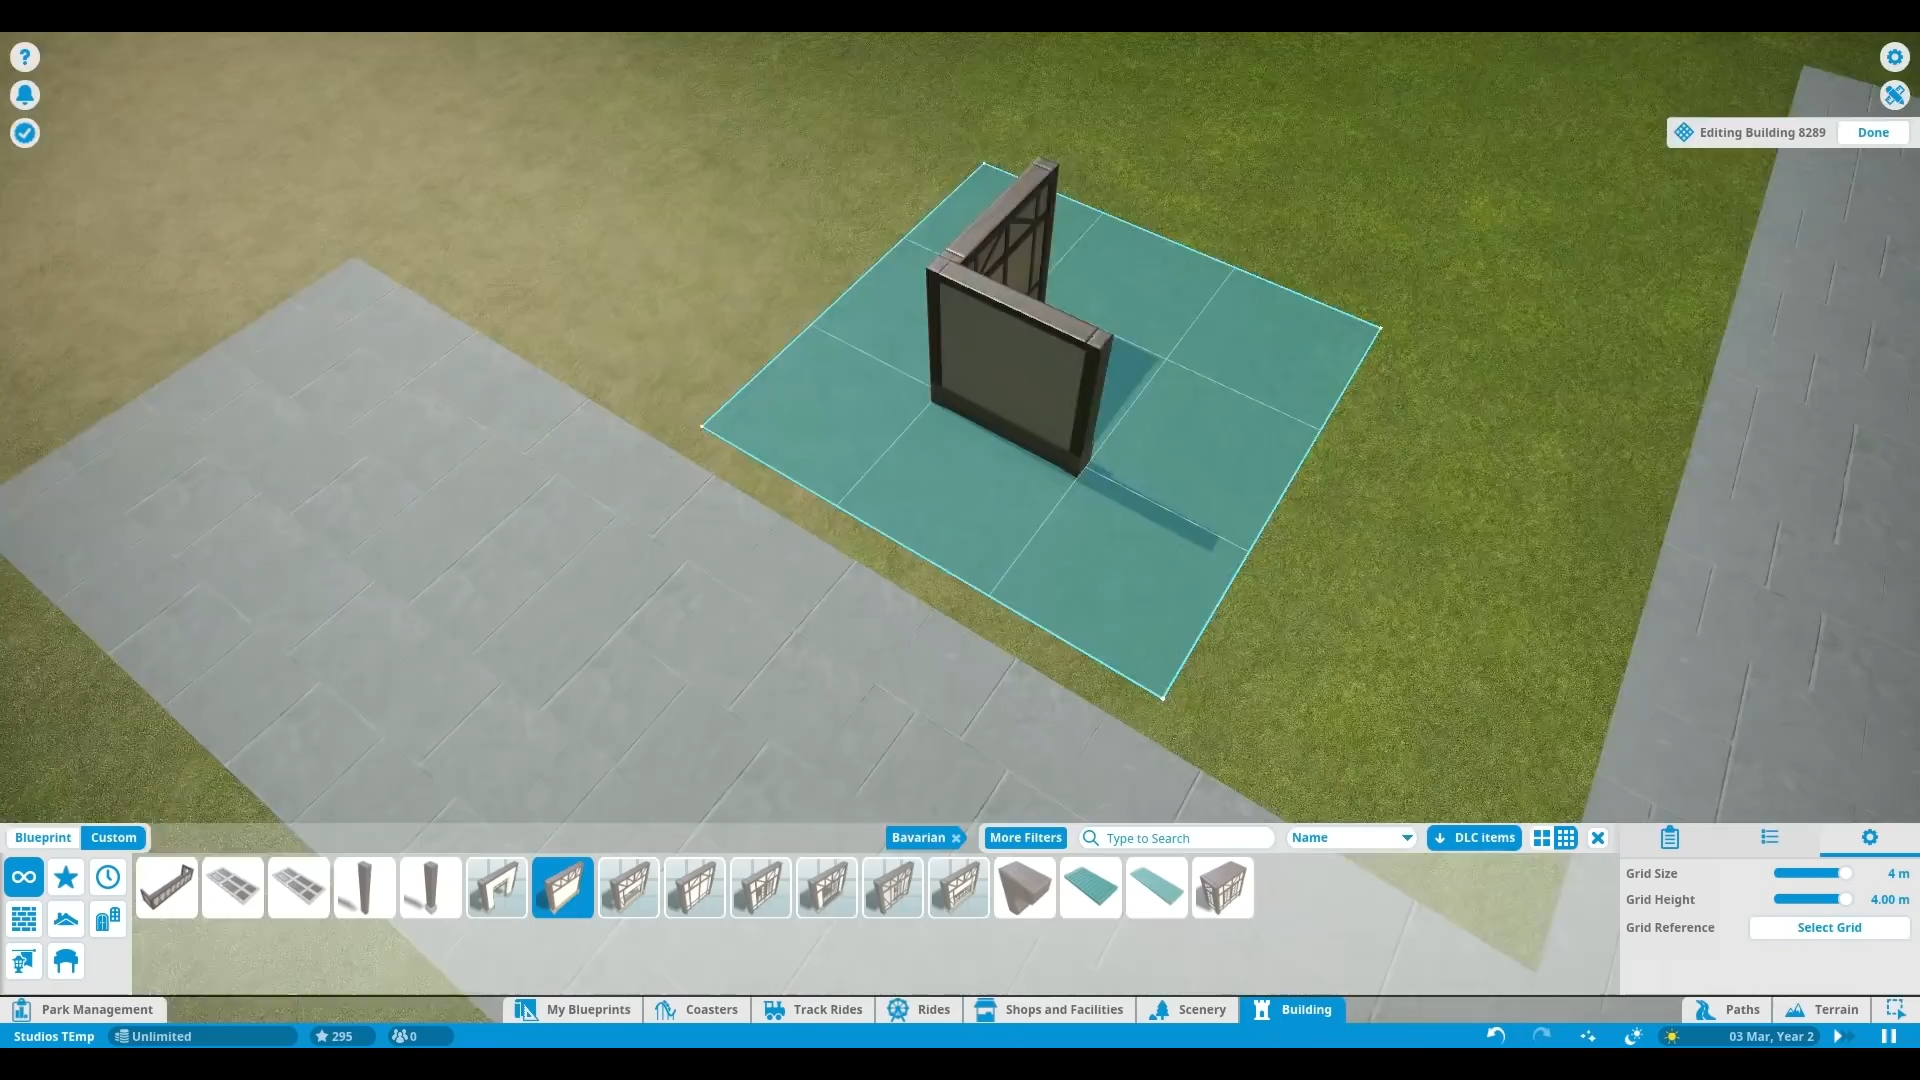 ?
Editing Building 8289 Done
Blueprint Custom Bavarian More Filters Type to Search Name DLC items
Grid Size 4 m
Grid Height 4.00 m
Grid Reference Select Grid
Park Management My Blueprints Coasters Track Rides Rides Shops and Facilities Scenery Building Paths Terrain
Studios TEmp Unlimited 295 0 03 Mar, Year 2